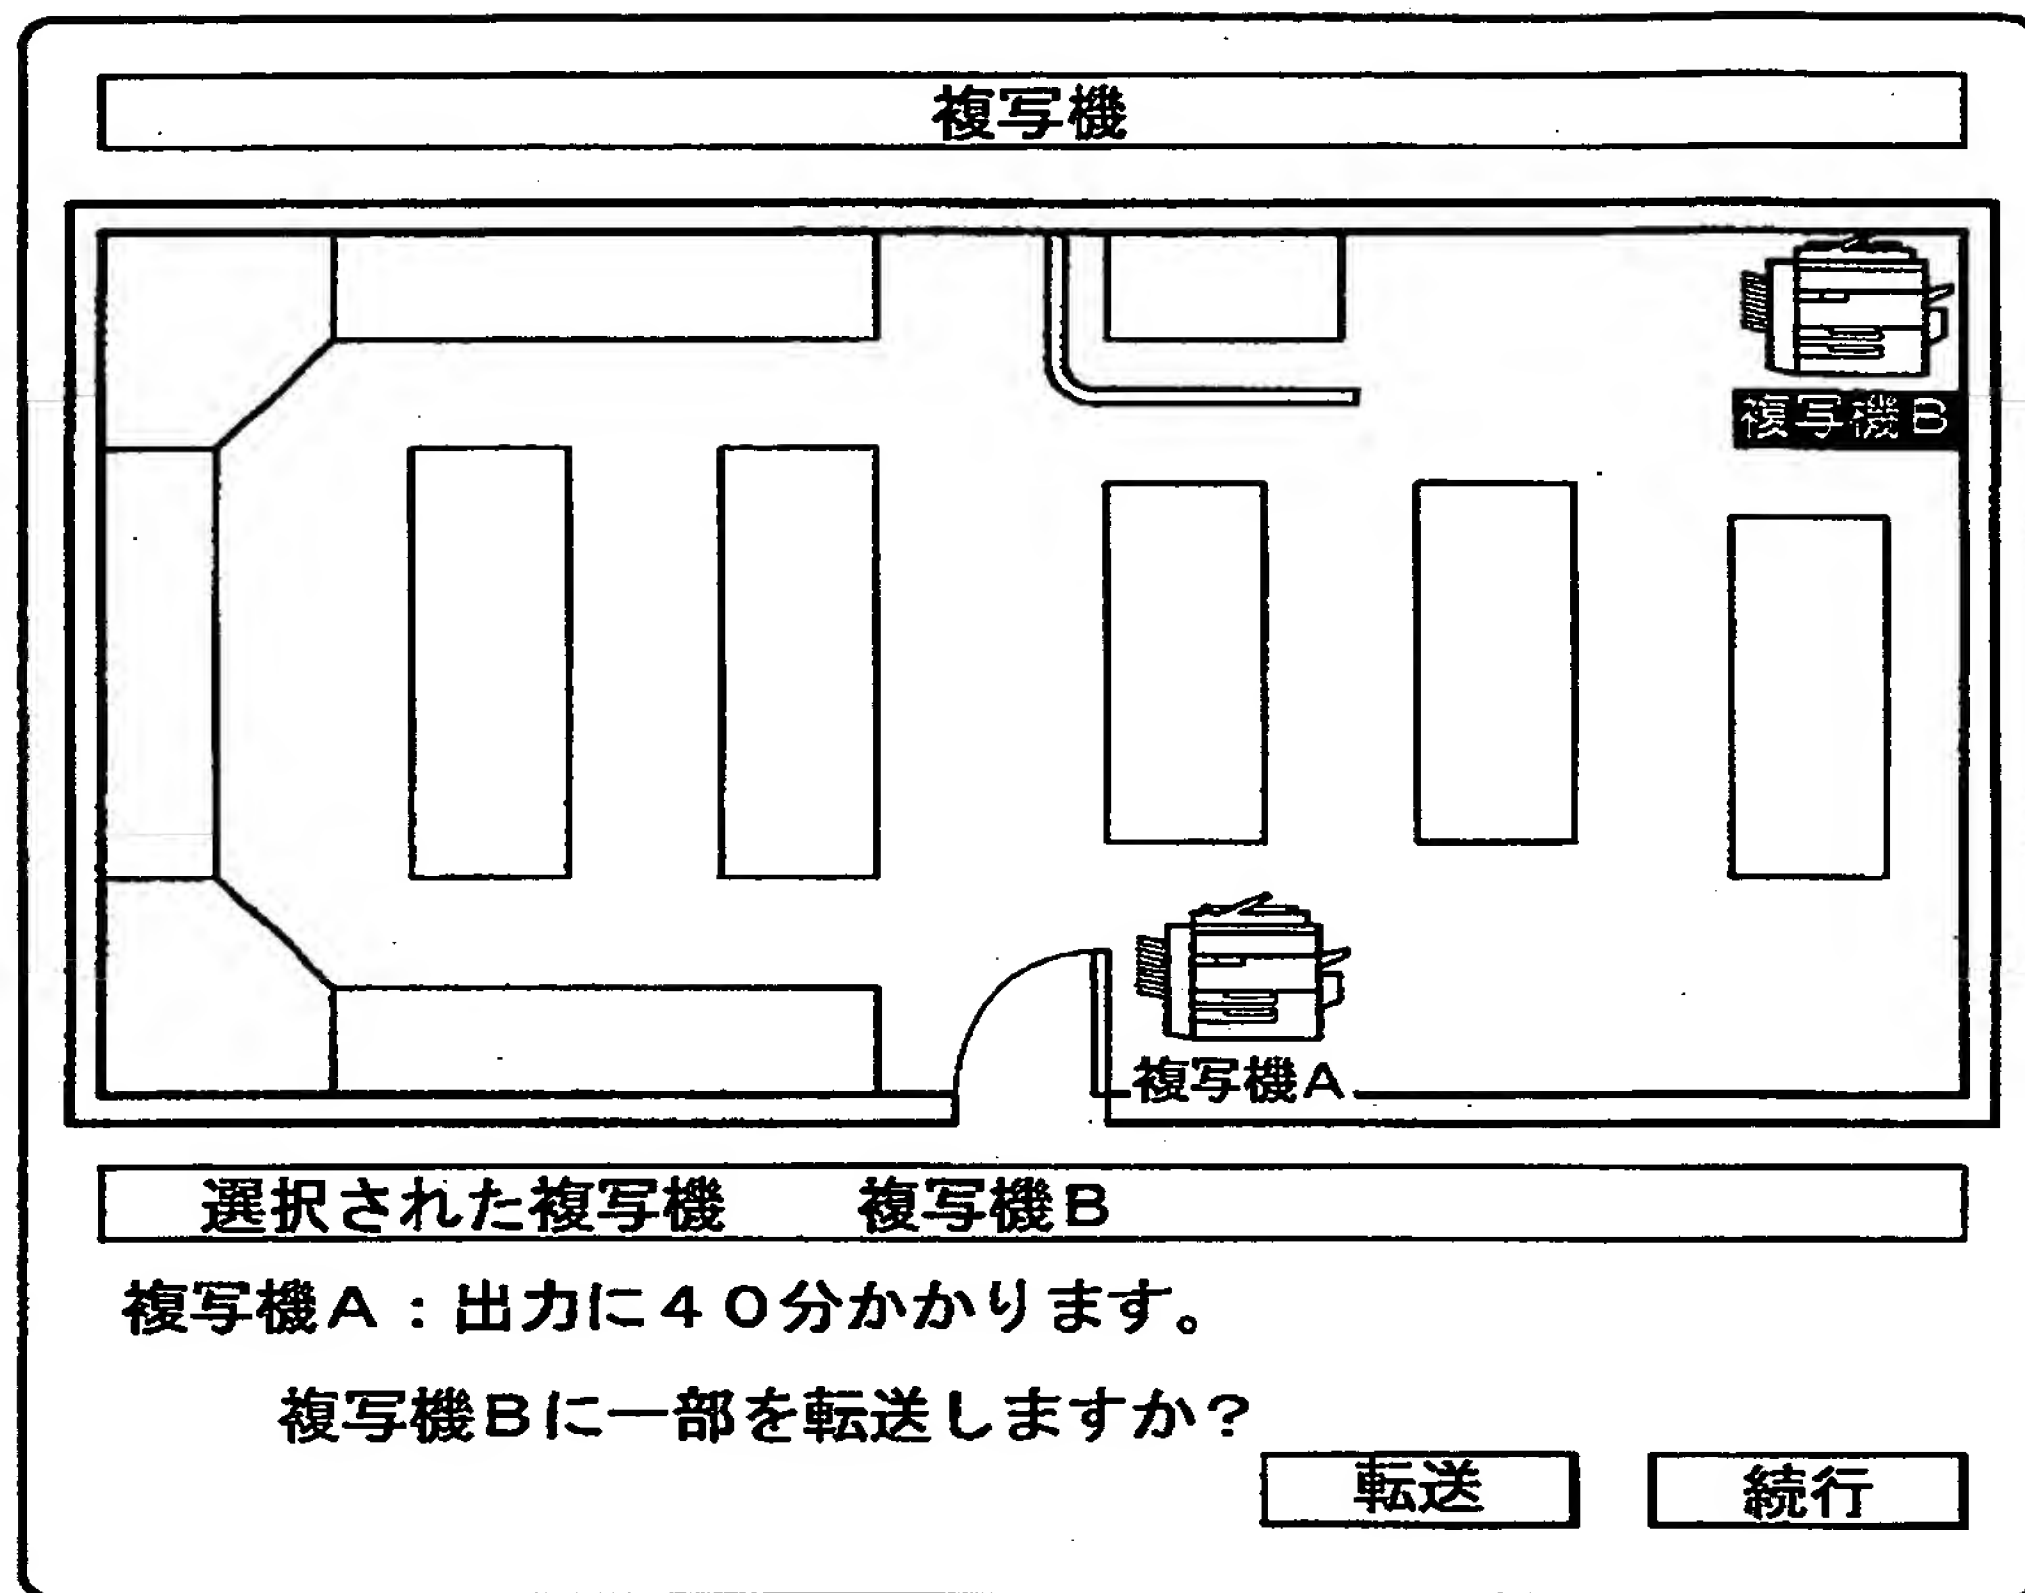 複写機
複写機B
複写機A
選択された複写機　複写機B
複写機A：出力に４０分かかります。
複写機Bに一部を転送しますか？
転送　続行